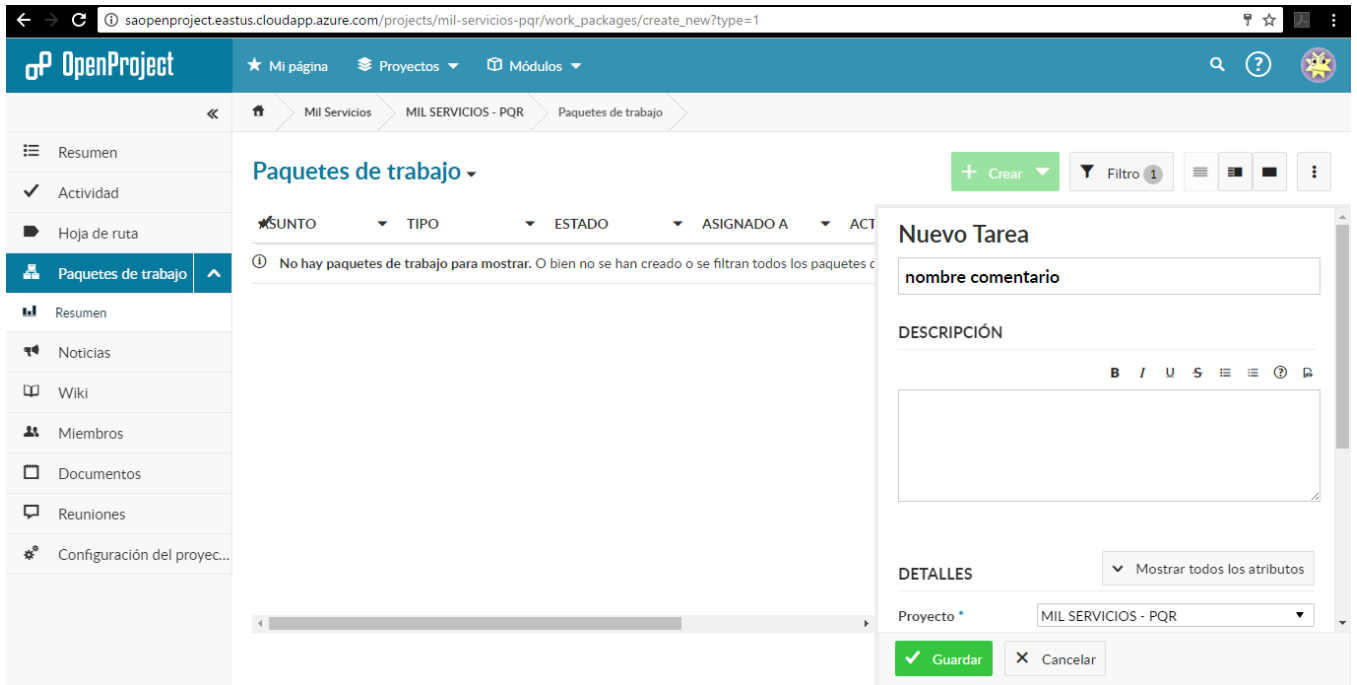 saopenproject.eastus.cloudapp.azure.com/projects/mil-servicios-pqr/work_packages/create_new?type=1
OpenProject
Mi página Proyectos Módulos
Mil Servicios MIL SERVICIOS - PQR Paquetes de trabajo
Resumen
Actividad
Hoja de ruta
Paquetes de trabajo
Resumen
Noticias
Wiki
Miembros
Documentos
Reuniones
Configuración del proyec...
Paquetes de trabajo
Crear Filtro 1
ASUNTO TIPO ESTADO ASIGNADO A ACT
No hay paquetes de trabajo para mostrar. O bien no se han creado o se filtran todos los paquetes c
Nuevo Tarea
nombre comentario
DESCRIPCIÓN
B I U S
DETALLES Mostrar todos los atributos
Proyecto * MIL SERVICIOS - PQR
Guardar Cancelar